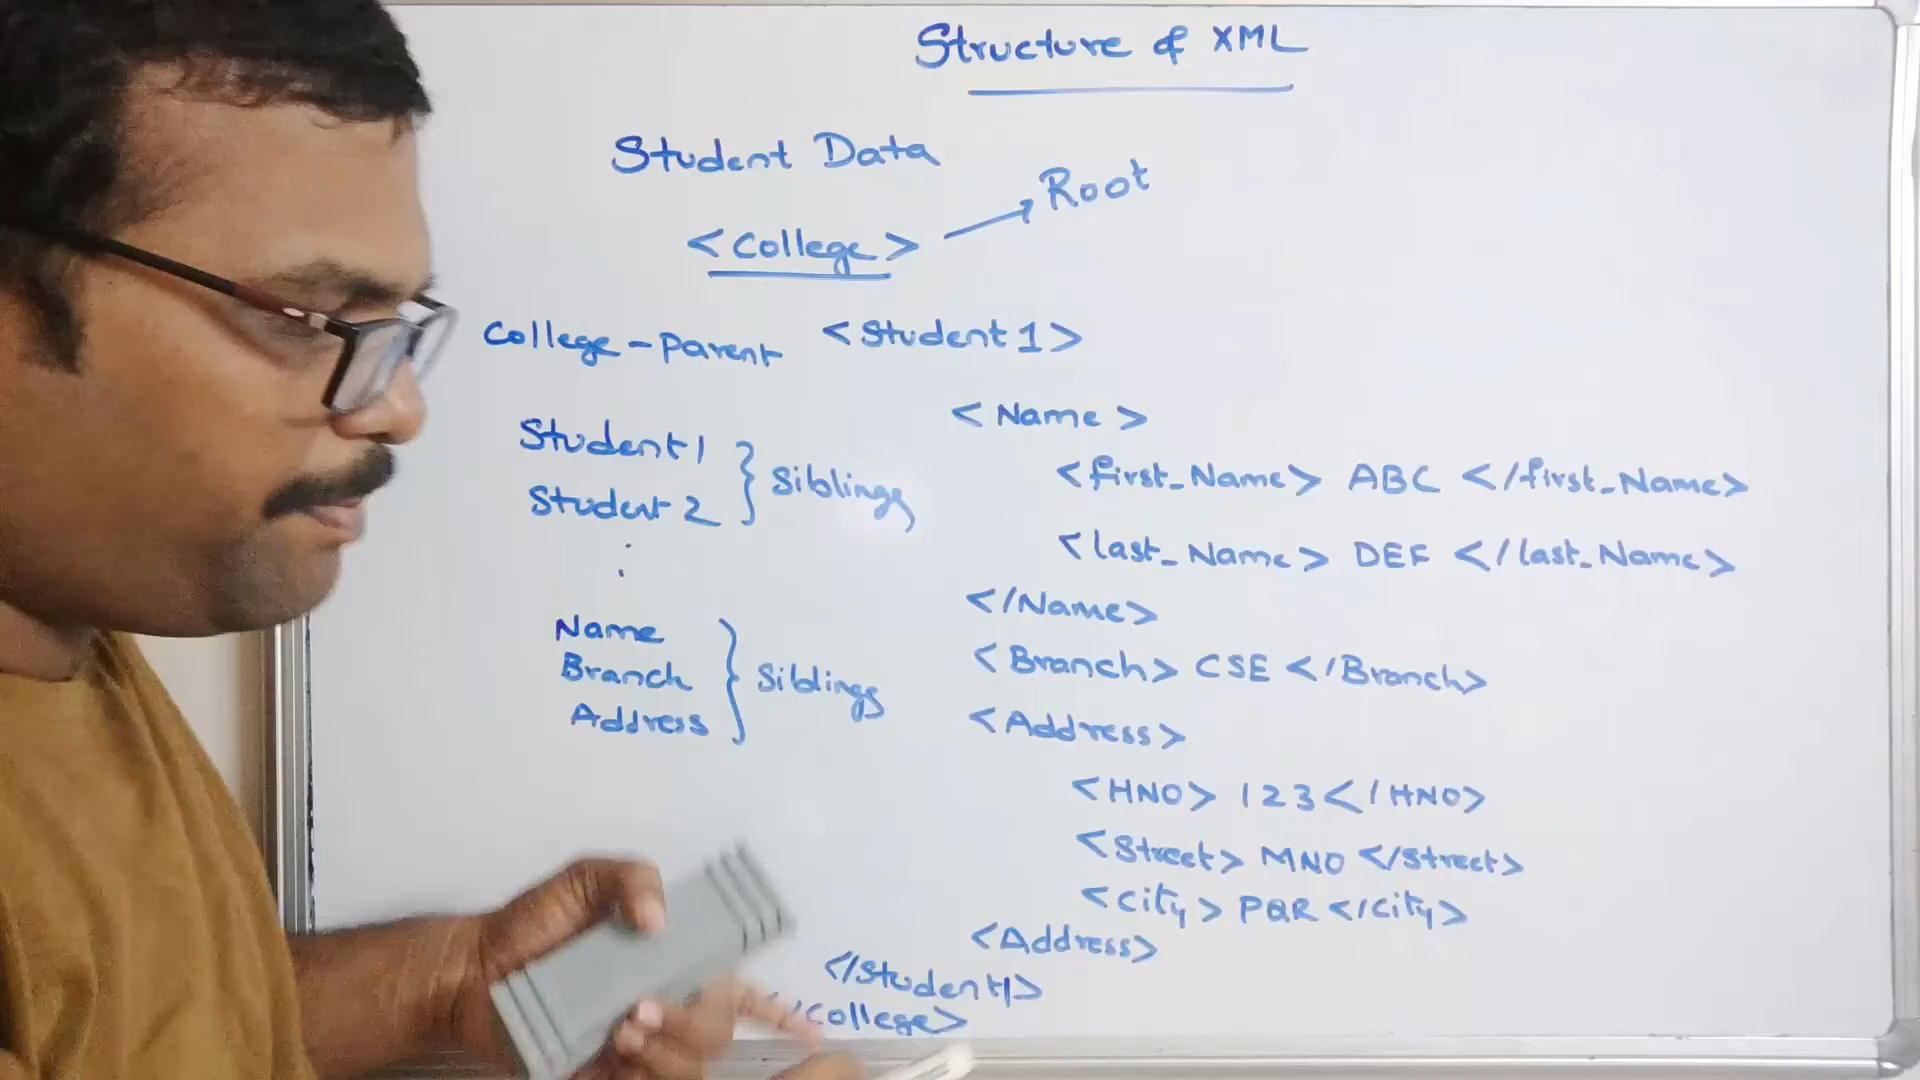 Structure of XML
Student Data
<College> → Root
College - Parent
Student1
Student 2
:
} Siblings
Name
Branch
Address
} Siblings
<Student 1>
<Name>
<first_Name> ABC </first_Name>
<last_Name> DEF </last_Name>
</Name>
<Branch> CSE </Branch>
<Address>
<HNO> 123 </HNO>
<Street> MNO </Street>
<City> PQR </City>
<Address>
</Student1>
/College>